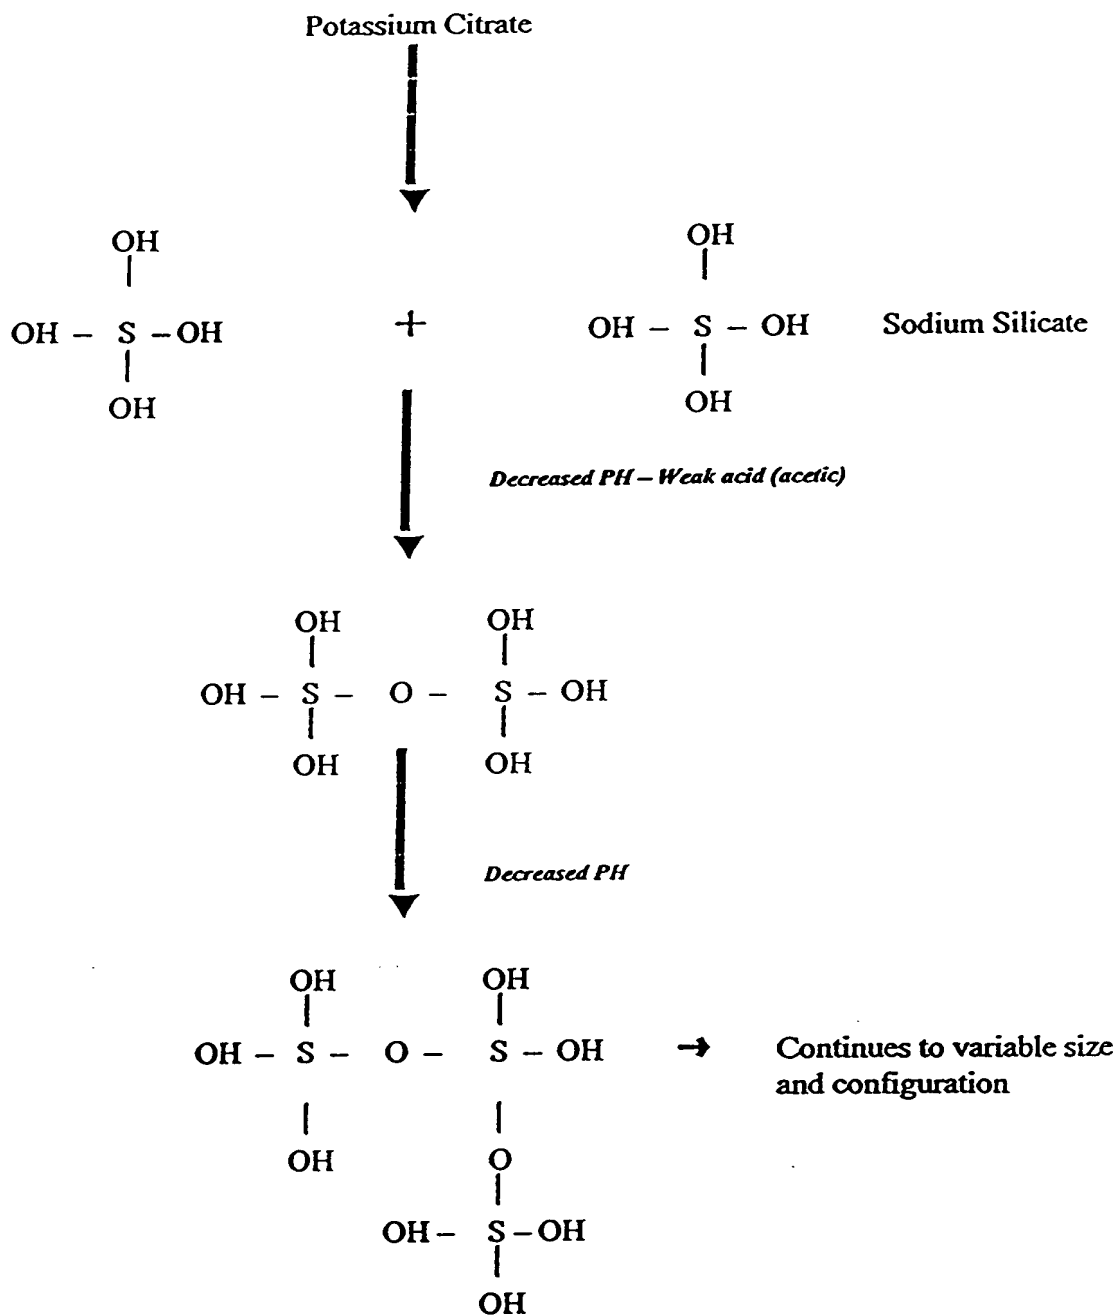 Potassium Citrate
OH OH
OH – S – OH + OH – S – OH Sodium Silicate
OH OH
Decreased PH – Weak acid (acetic)
OH OH
OH – S – O – S – OH
OH OH
Decreased PH
OH OH
OH – S – O – S – OH → Continues to variable size
and configuration
OH O
OH – S – OH
OH